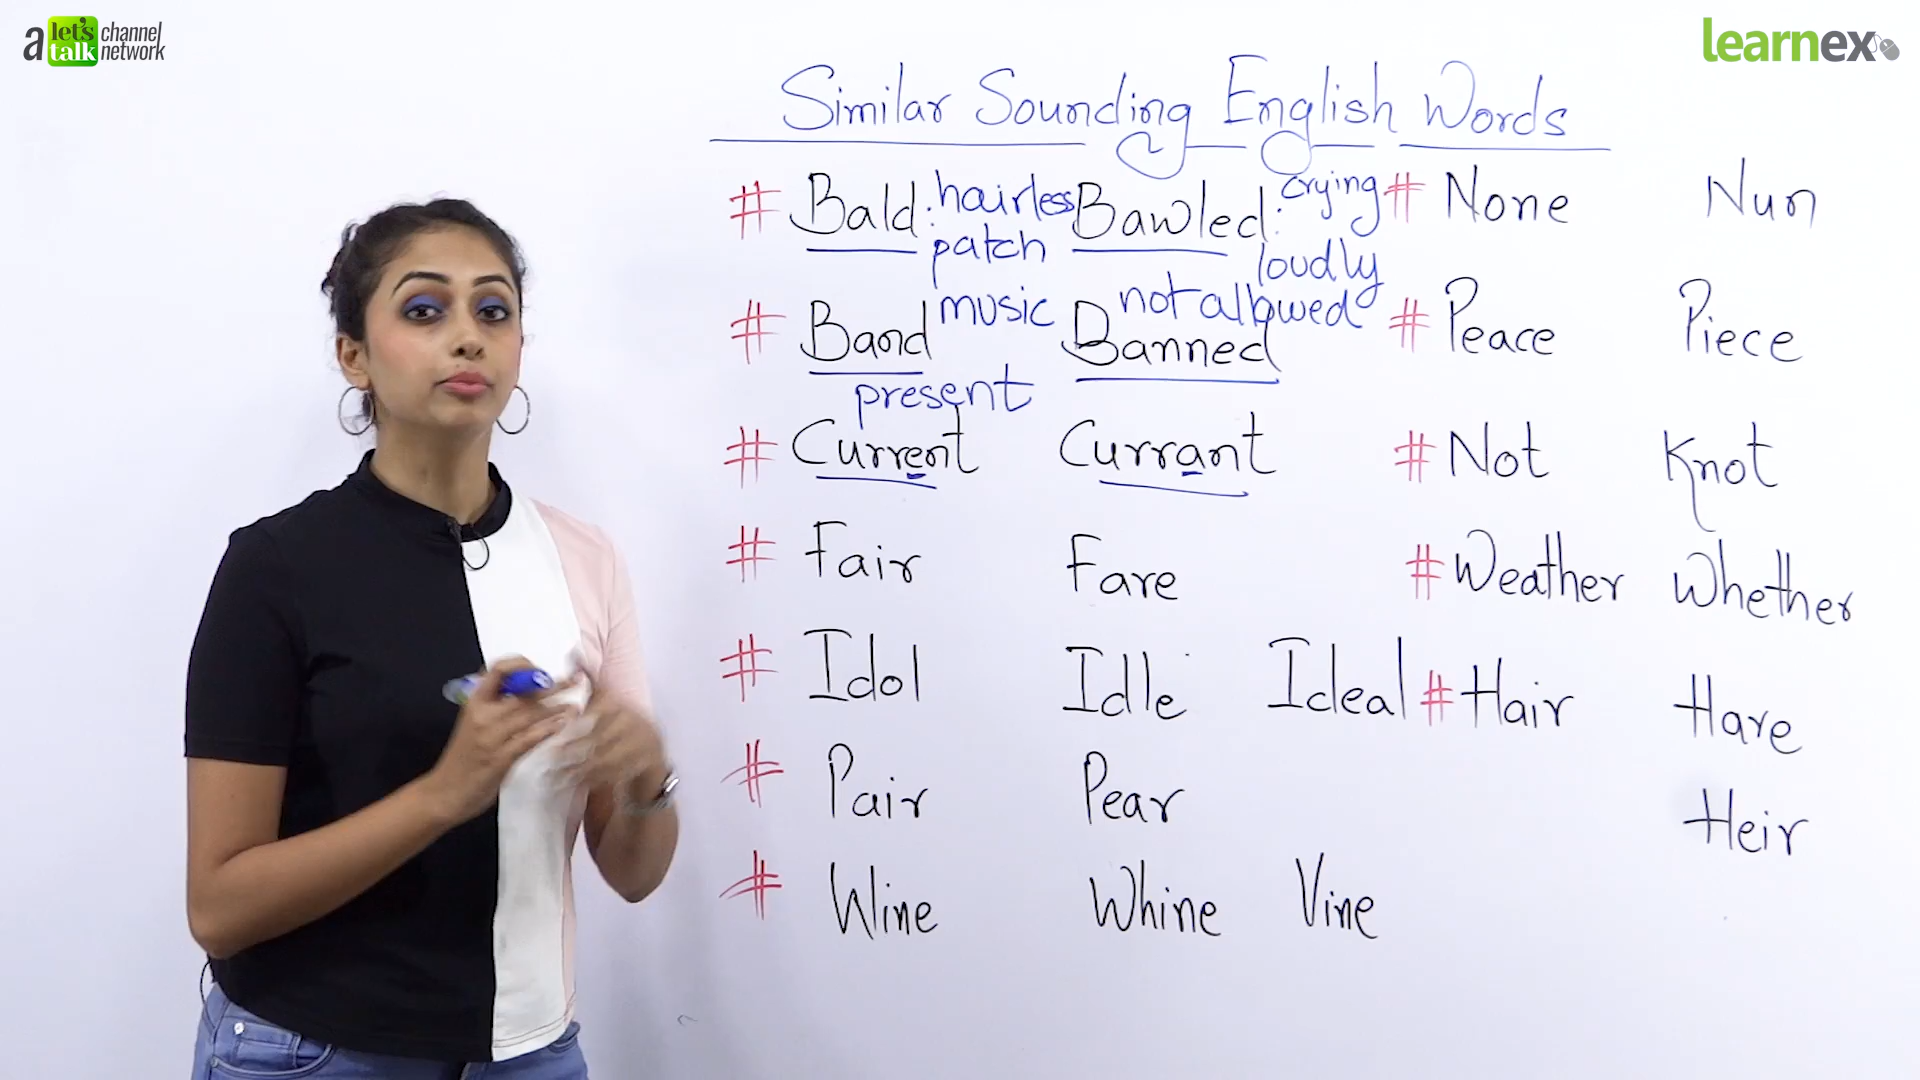 a let's talk channel network
learnex
Similar Sounding English Words
# Bald : hairless patch Bawled : crying loudly
# Band music Banned not allowed
# Current present Currant
# Fair Fare
# Idol Idle Ideal
# Pair Pear
# Wine Whine Vine
# None Nun
# Peace Piece
# Not Knot
# Weather Whether
# Hair Hare
Heir